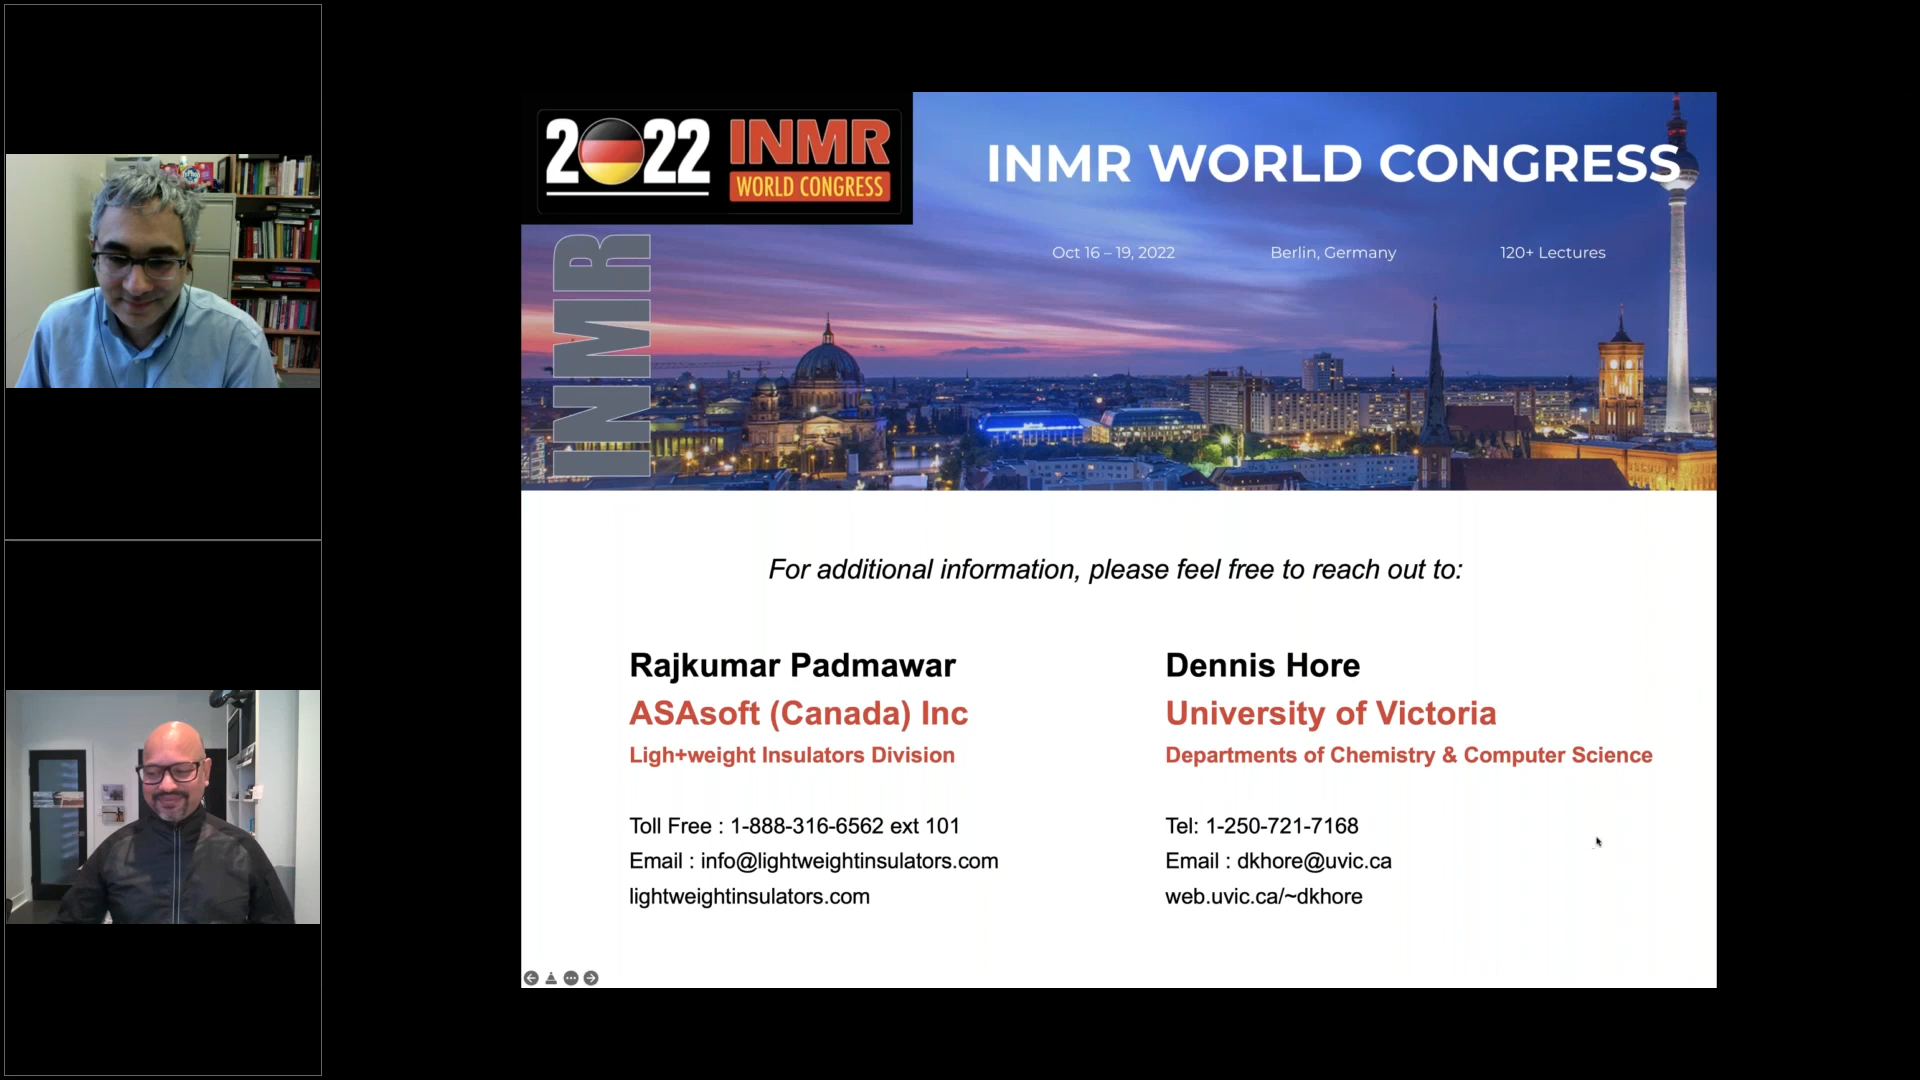 2022 INMR
WORLD CONGRESS
INMR WORLD CONGRESS
Oct 16 – 19, 2022 Berlin, Germany 120+ Lectures
INMR
For additional information, please feel free to reach out to:
Rajkumar Padmawar
ASAsoft (Canada) Inc
Ligh+weight Insulators Division
Toll Free : 1-888-316-6562 ext 101
Email : info@lightweightinsulators.com
lightweightinsulators.com
Dennis Hore
University of Victoria
Departments of Chemistry & Computer Science
Tel: 1-250-721-7168
Email : dkhore@uvic.ca
web.uvic.ca/~dkhore